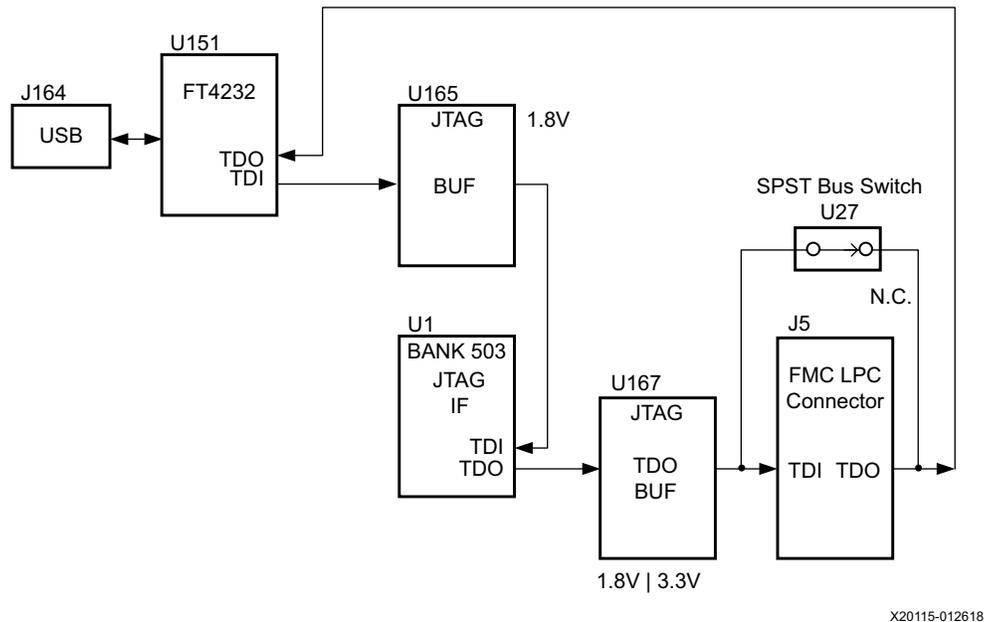 U151
FT4232
TDO
TDI
J164
USB
U165
JTAG
BUF
1.8V
SPST Bus Switch
U27
N.C.
U1
BANK 503
JTAG
IF
TDI
TDO
U167
JTAG
TDO
BUF
1.8V | 3.3V
J5
FMC LPC
Connector
TDI TDO
X20115-012618